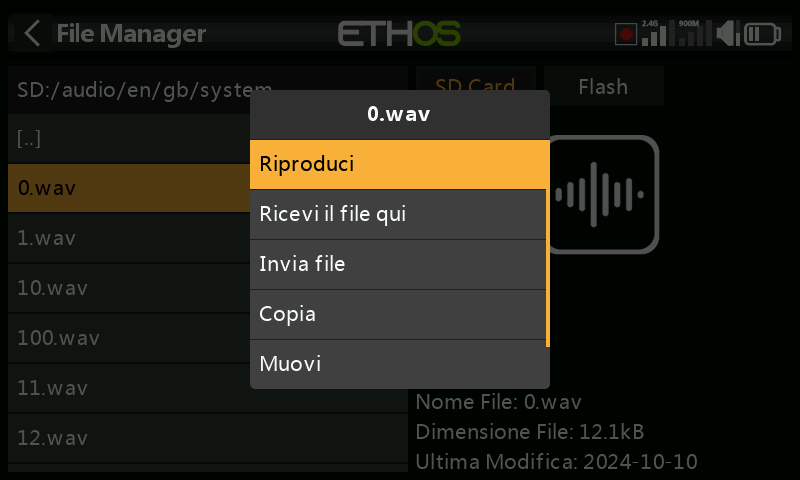 File Manager
ETHOS
2.4G
900M
SD:/audio/en/gb/system
SD Card
Flash
0.wav
[..]
Riproduci
0.wav
Ricevi il file qui
1.wav
Invia file
10.wav
Copia
100.wav
Muovi
11.wav
Nome File: 0.wav
12.wav
Dimensione File: 12.1kB
Ultima Modifica: 2024-10-10